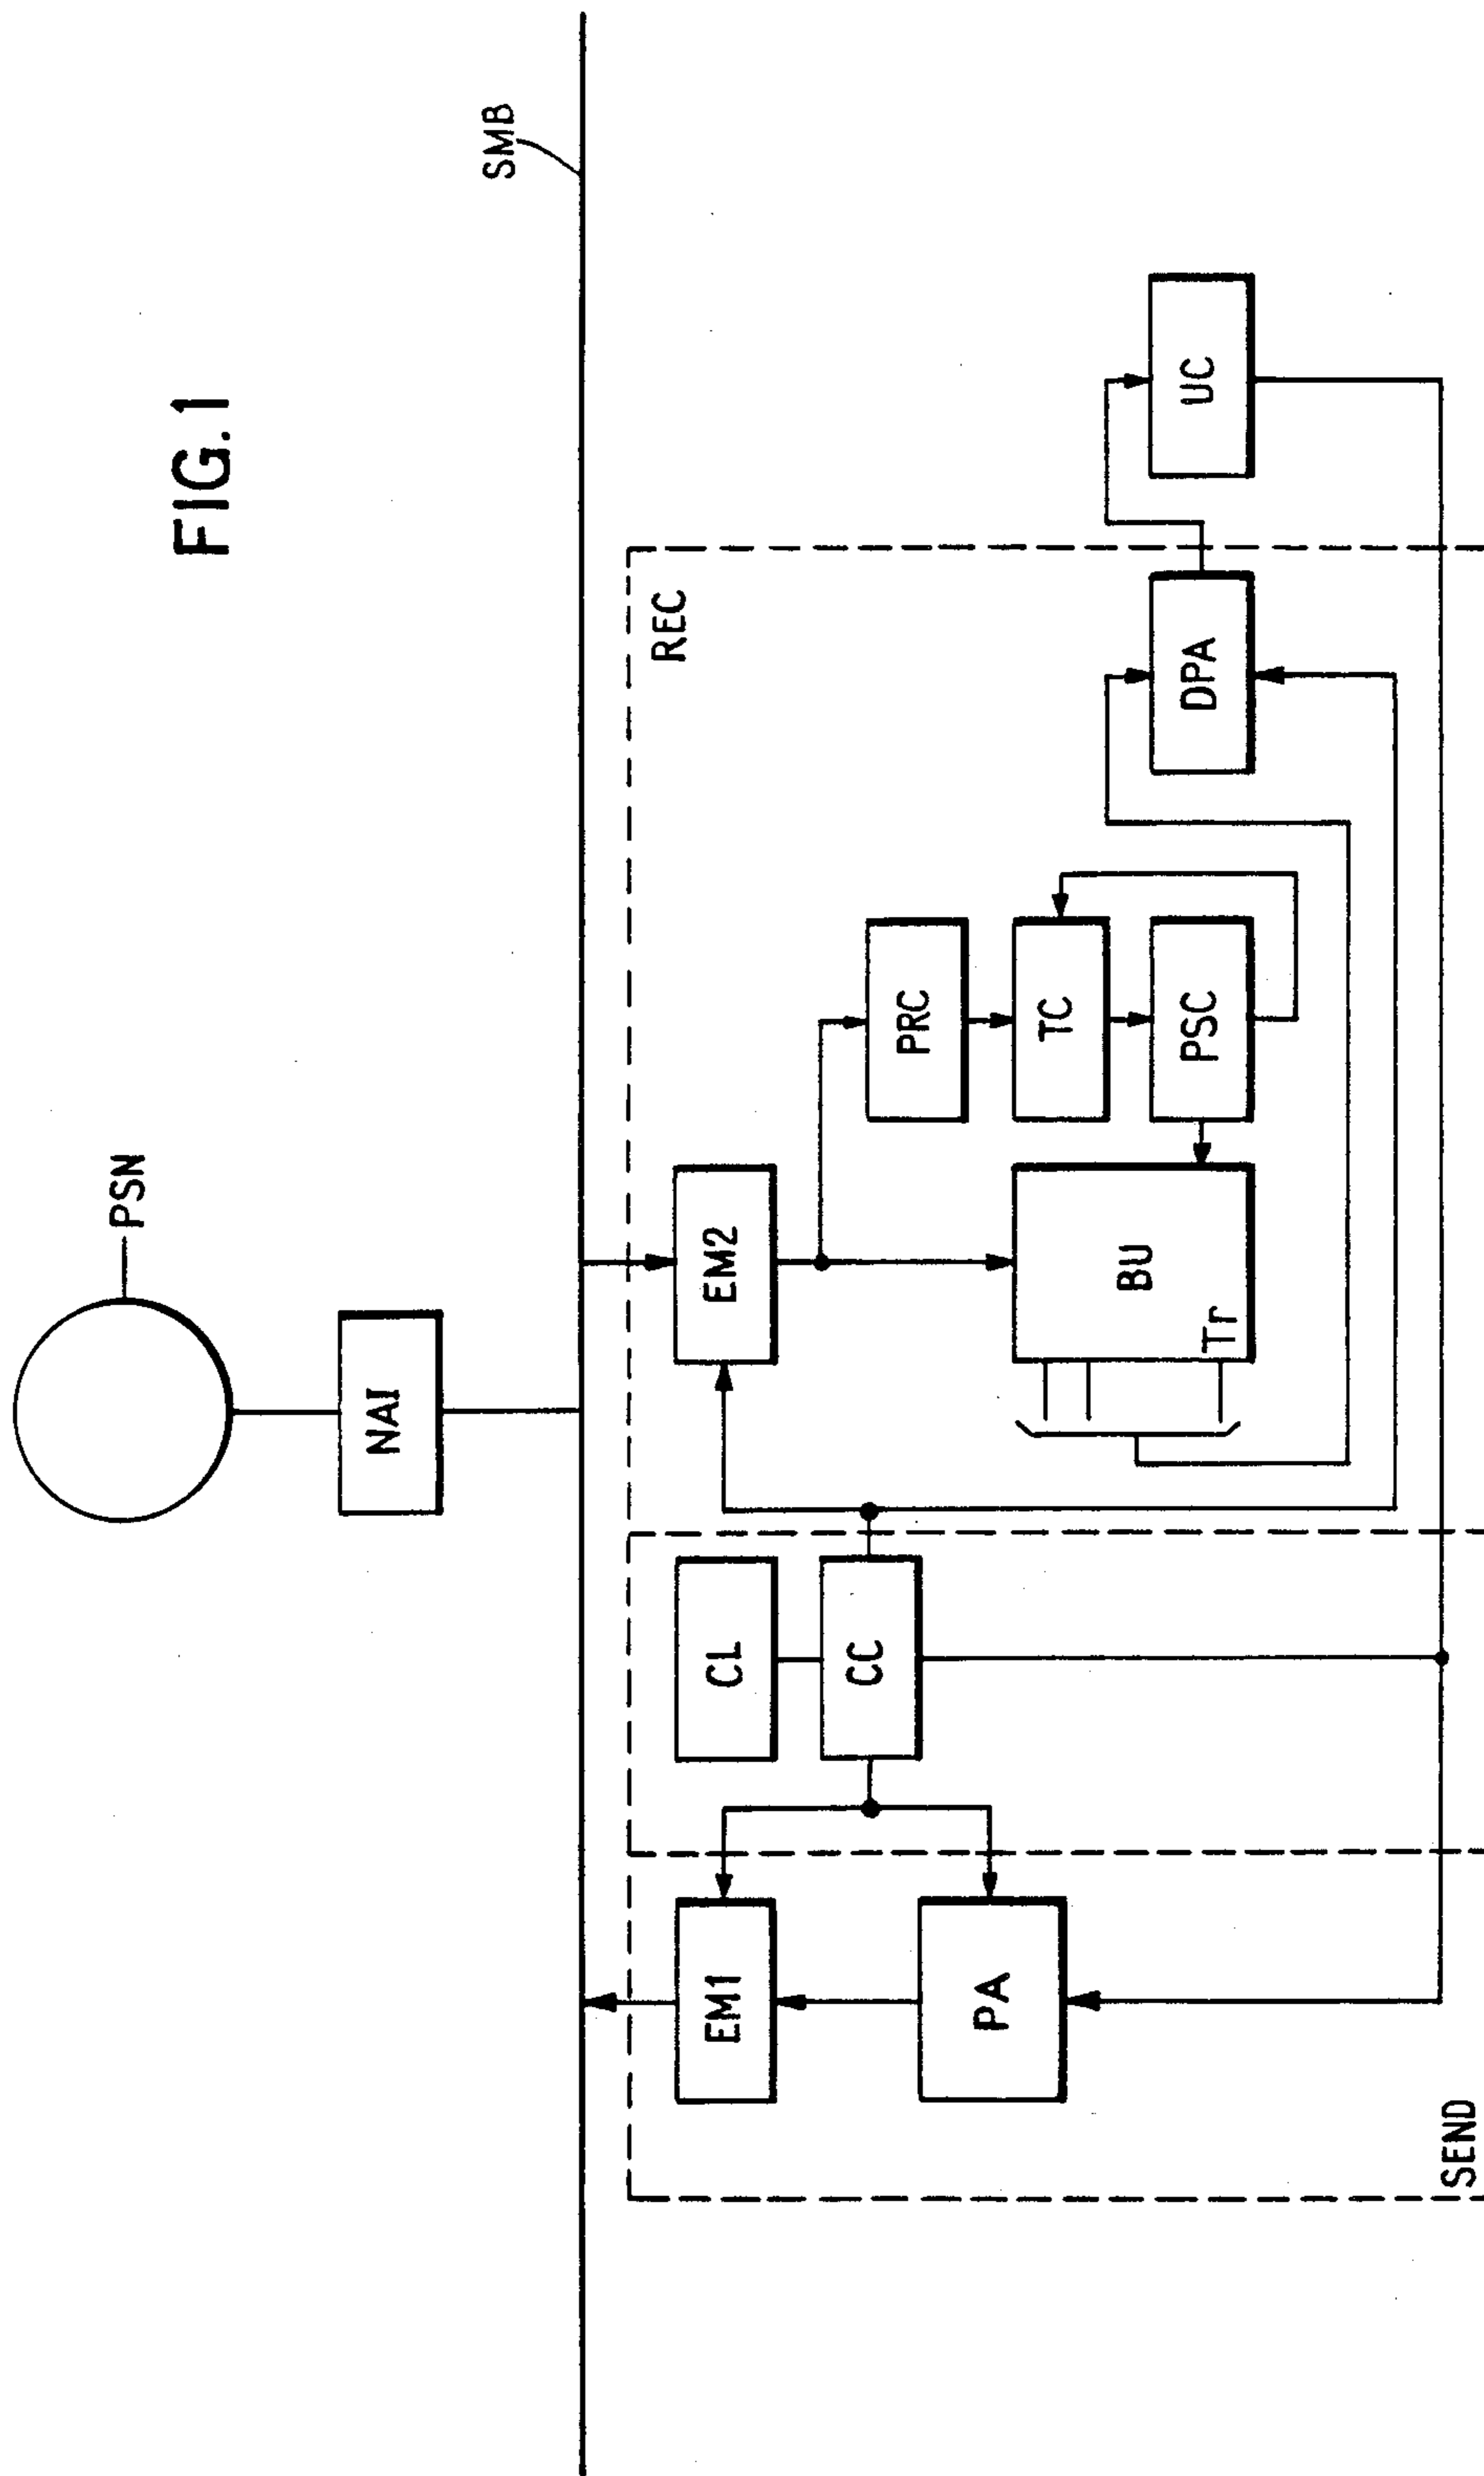 FIG.1
PSN
NAI
SMB
REC
EM1
CL
EM2
CC
PRC
PA
TC
BU
Tr
PSC
DPA
UC
SEND